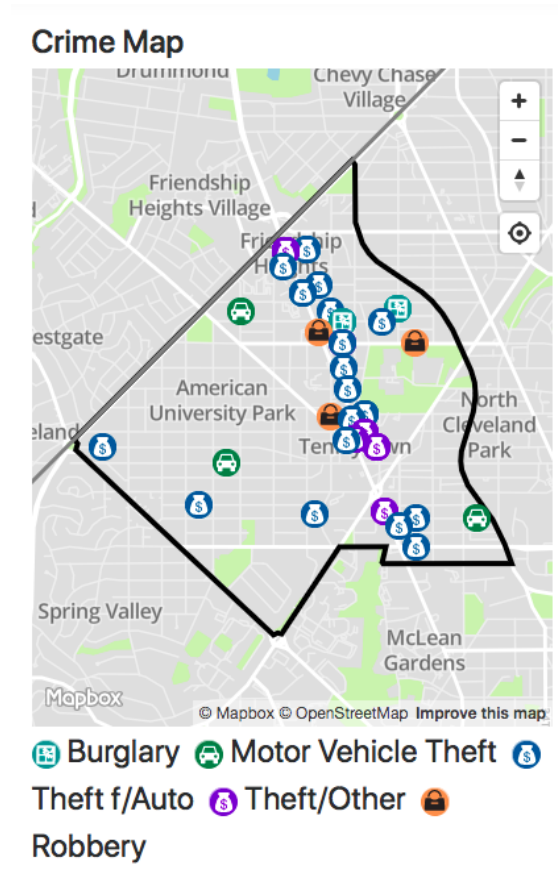 Crime Map
Drummond
Chevy Chase
Village
+
−
Friendship
Heights Village
Friendship
Heights
estgate
American
University Park
North
Cleveland
Park
eland
Tenleytown
Spring Valley
McLean
Gardens
Mapbox
© Mapbox © OpenStreetMap Improve this map
Burglary Motor Vehicle Theft
Theft f/Auto Theft/Other
Robbery